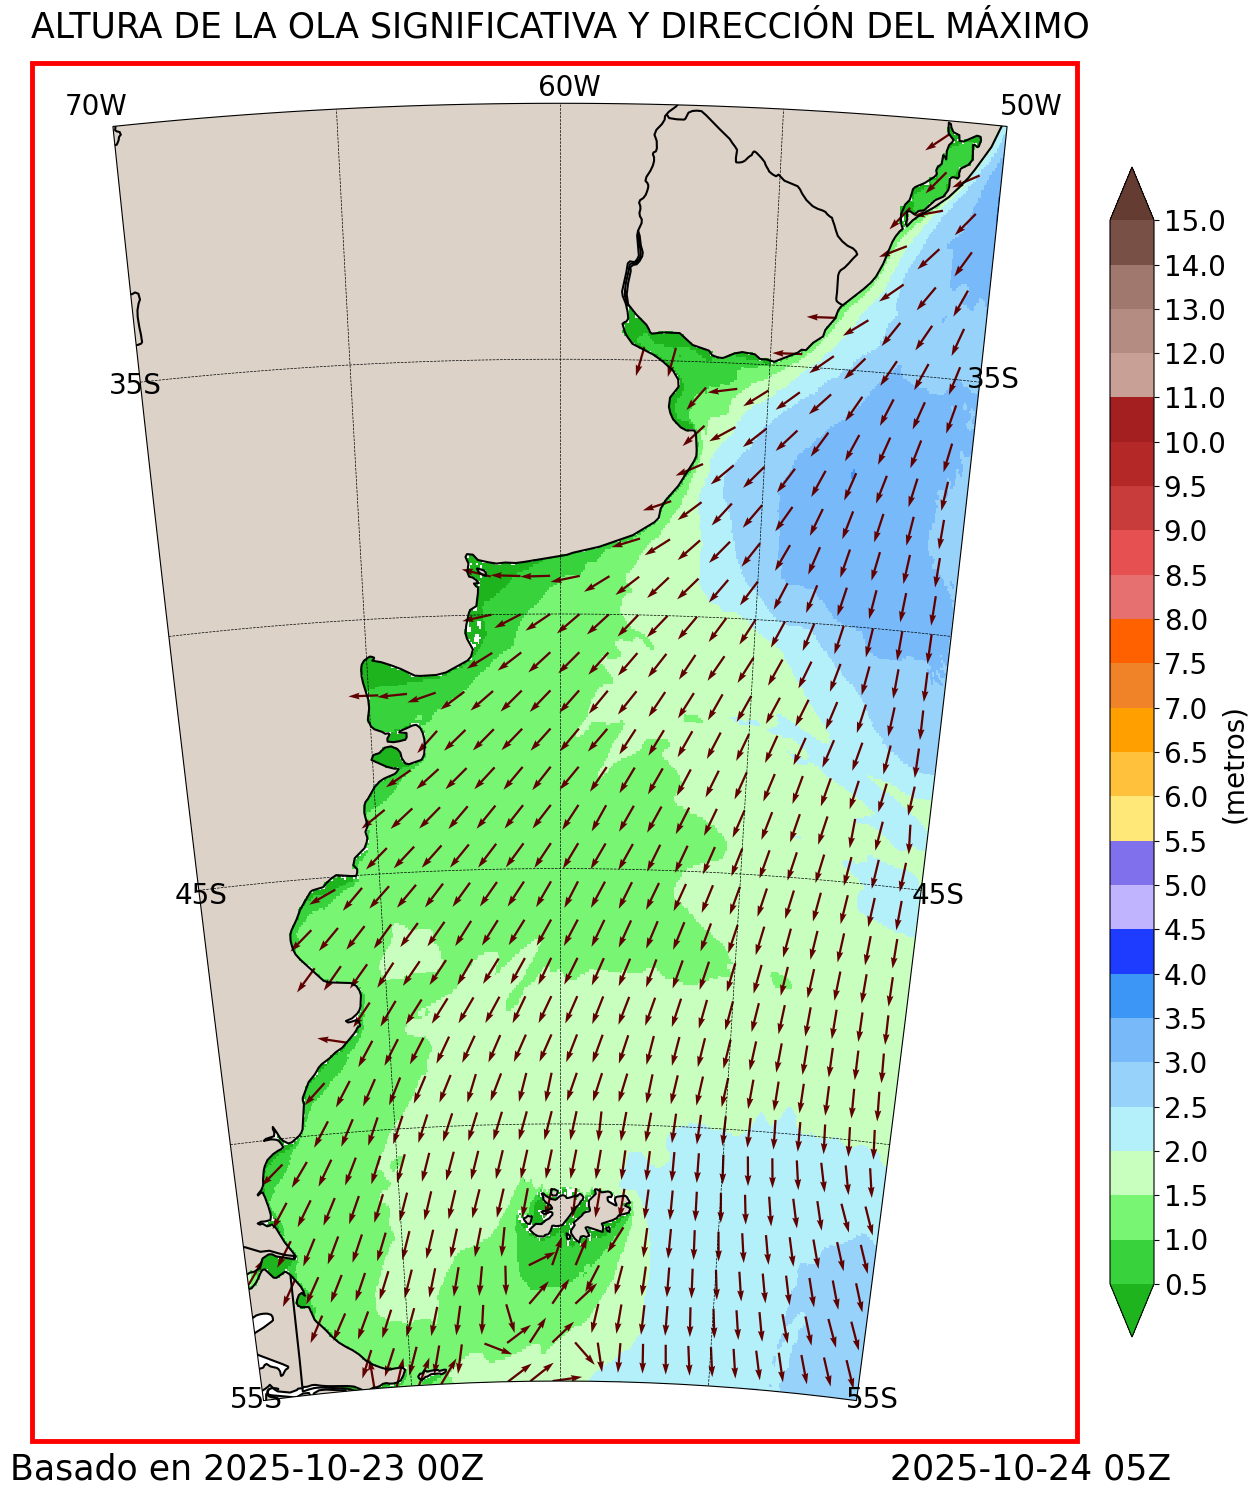 ALTURA DE LA OLA SIGNIFICATIVA Y DIRECCIÓN DEL MÁXIMO
70W
60W
50W
35S
35S
45S
45S
55S
55S
15.0
14.0
13.0
12.0
11.0
10.0
9.5
9.0
8.5
8.0
7.5
7.0
6.5
6.0
5.5
5.0
4.5
4.0
3.5
3.0
2.5
2.0
1.5
1.0
0.5
(metros)
Basado en 2025-10-23 00Z
2025-10-24 05Z